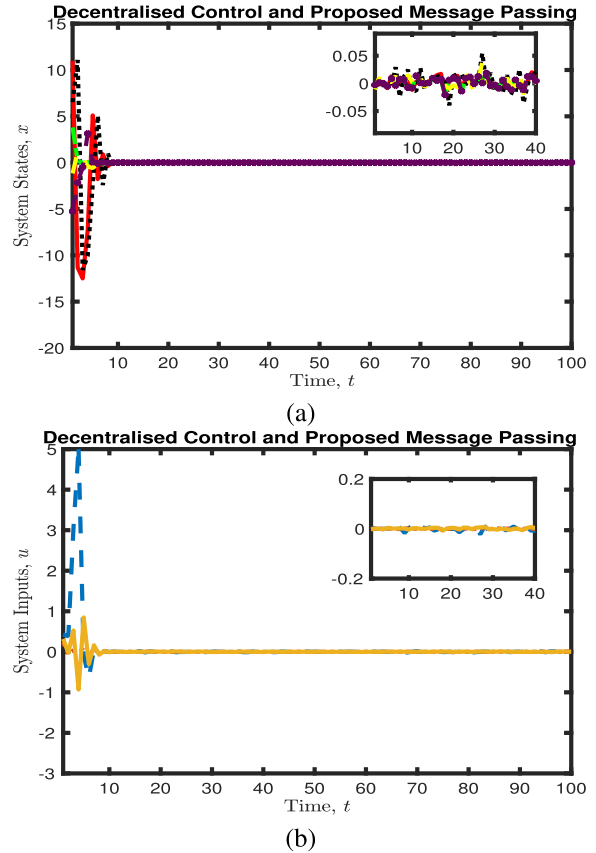 Decentralised Control and Proposed Message Passing
15
10
5
0
-5
-10
-15
-20
System States, x
0.05
0
-0.05
10 20 30 40
10 20 30 40 50 60 70 80 90 100
Time, t
(a)
Decentralised Control and Proposed Message Passing
5
4
3
2
1
0
-1
-2
-3
System Inputs, u
0.2
0
-0.2
10 20 30 40
10 20 30 40 50 60 70 80 90 100
Time, t
(b)